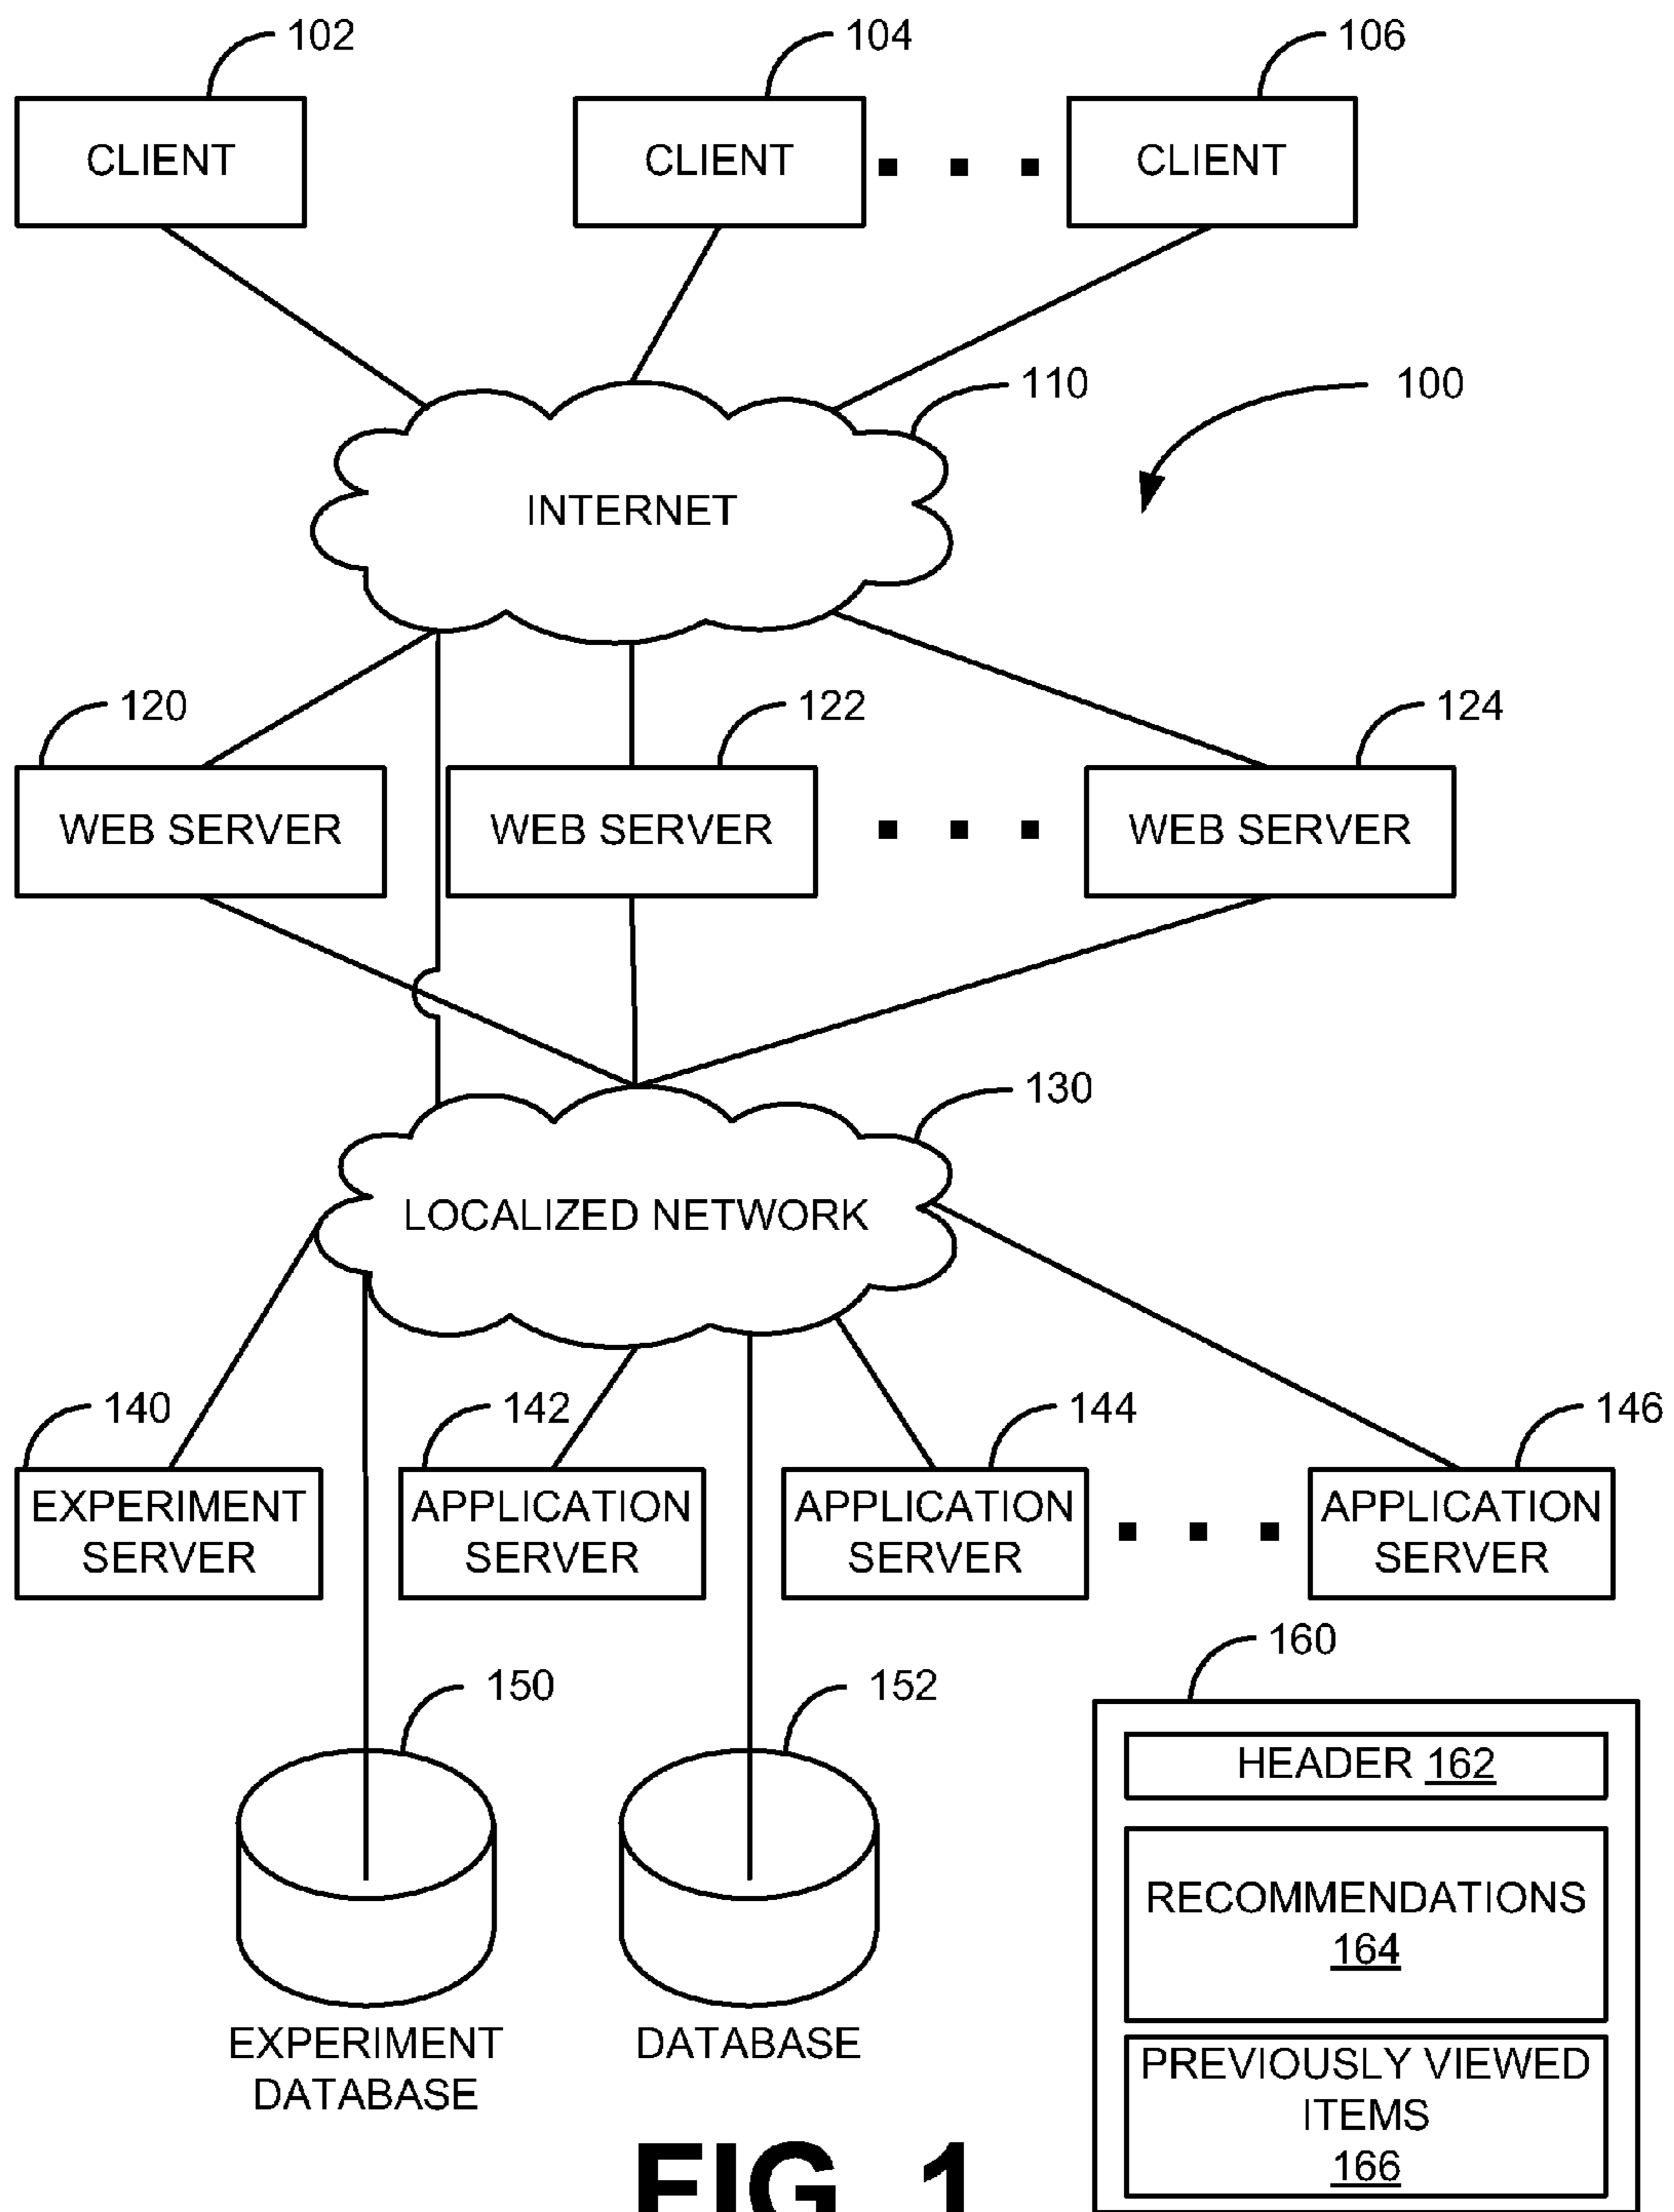 102
104
106
CLIENT
CLIENT
CLIENT
110
100
INTERNET
120
122
124
WEB SERVER
WEB SERVER
WEB SERVER
130
LOCALIZED NETWORK
140
142
144
146
EXPERIMENT
SERVER
APPLICATION
SERVER
APPLICATION
SERVER
APPLICATION
SERVER
150
152
160
HEADER 162
RECOMMENDATIONS
164
PREVIOUSLY VIEWED
ITEMS
166
EXPERIMENT
DATABASE
DATABASE
FIG. 1